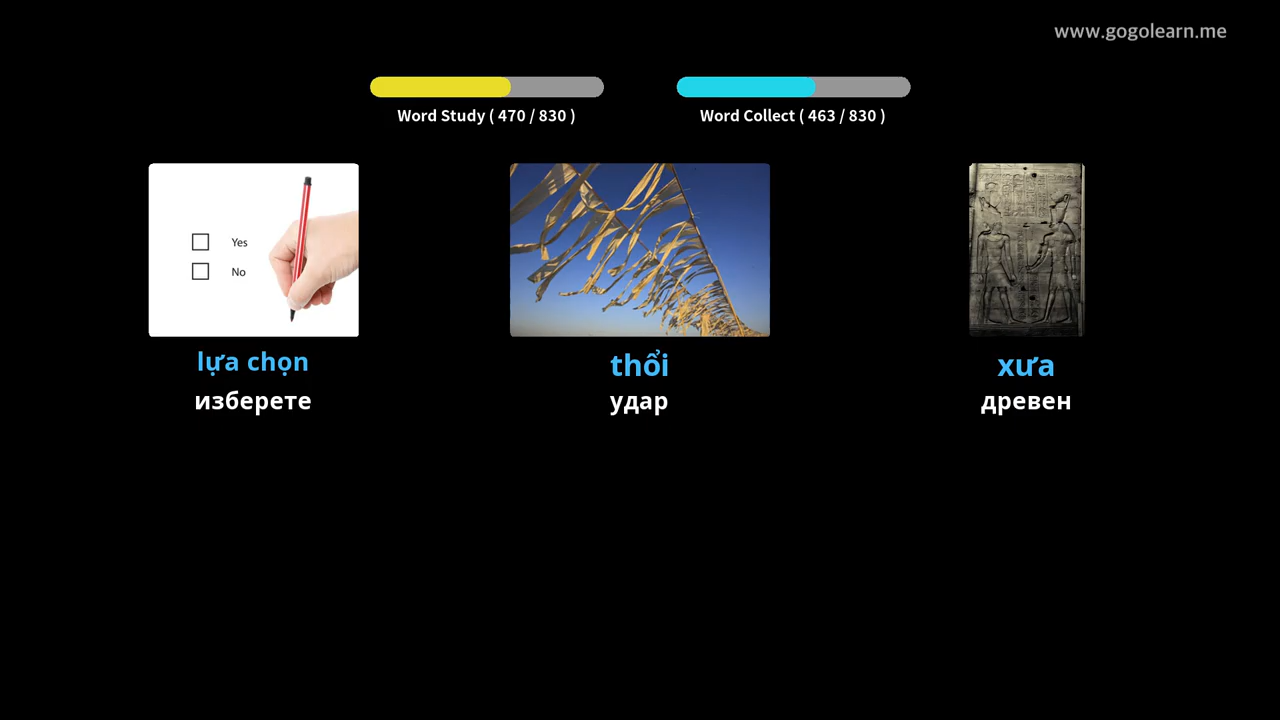 www.gogolearn.me
Word Study ( 470 / 830 )
Word Collect ( 463 / 830 )
Yes
No
lựa chọn
изберете
thổi
удар
xưa
древен